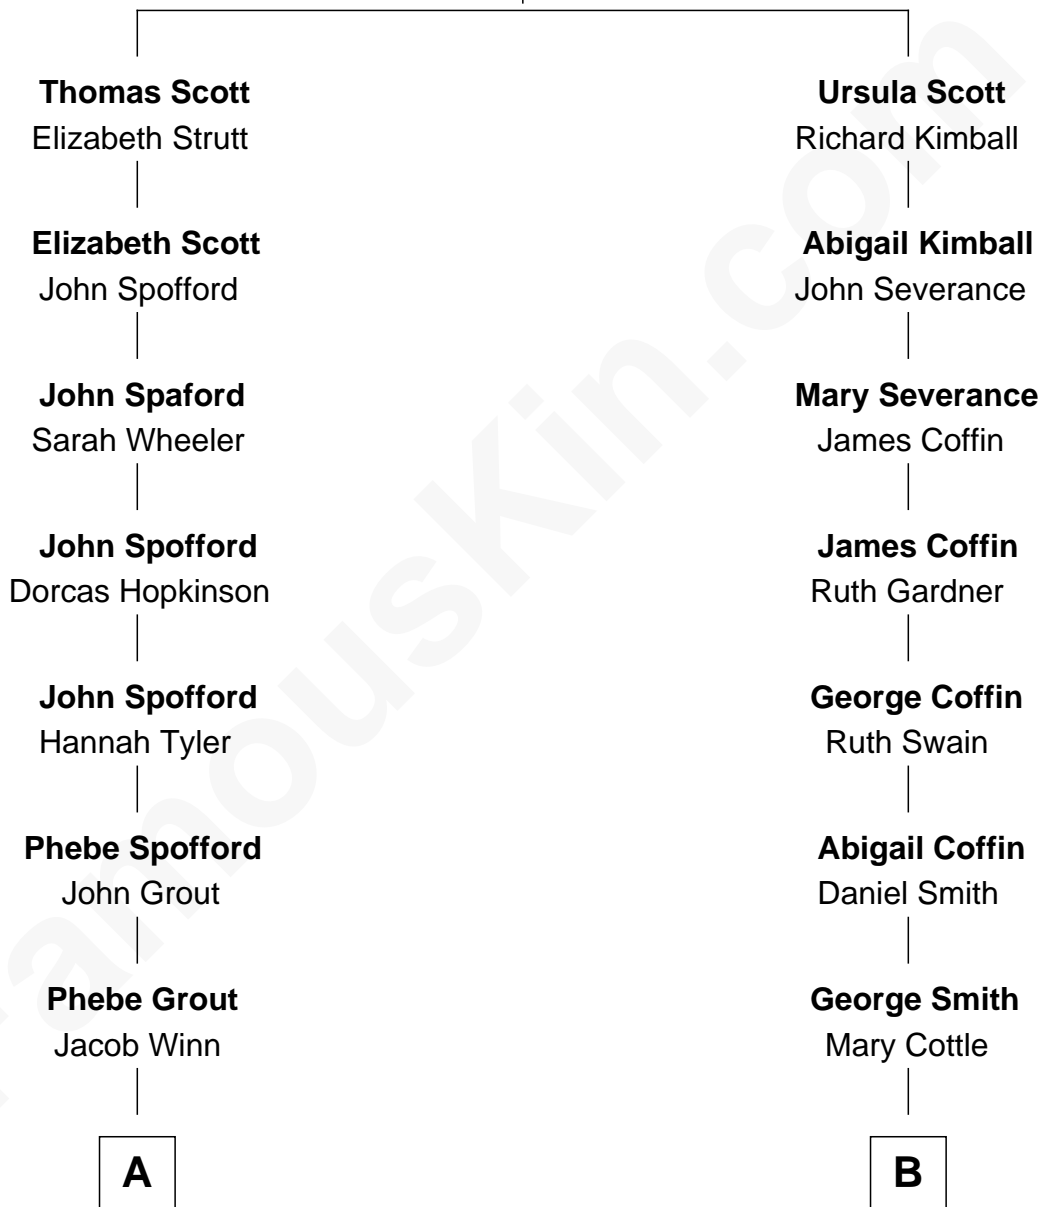 Thomas Scott
Elizabeth Strutt
Elizabeth Scott
John Spofford
John Spaford
Sarah Wheeler
John Spofford
Dorcas Hopkinson
John Spofford
Hannah Tyler
Phebe Spofford
John Grout
Phebe Grout
Jacob Winn
A
Ursula Scott
Richard Kimball
Abigail Kimball
John Severance
Mary Severance
James Coffin
James Coffin
Ruth Gardner
George Coffin
Ruth Swain
Abigail Coffin
Daniel Smith
George Smith
Mary Cottle
B
FamousKin.com